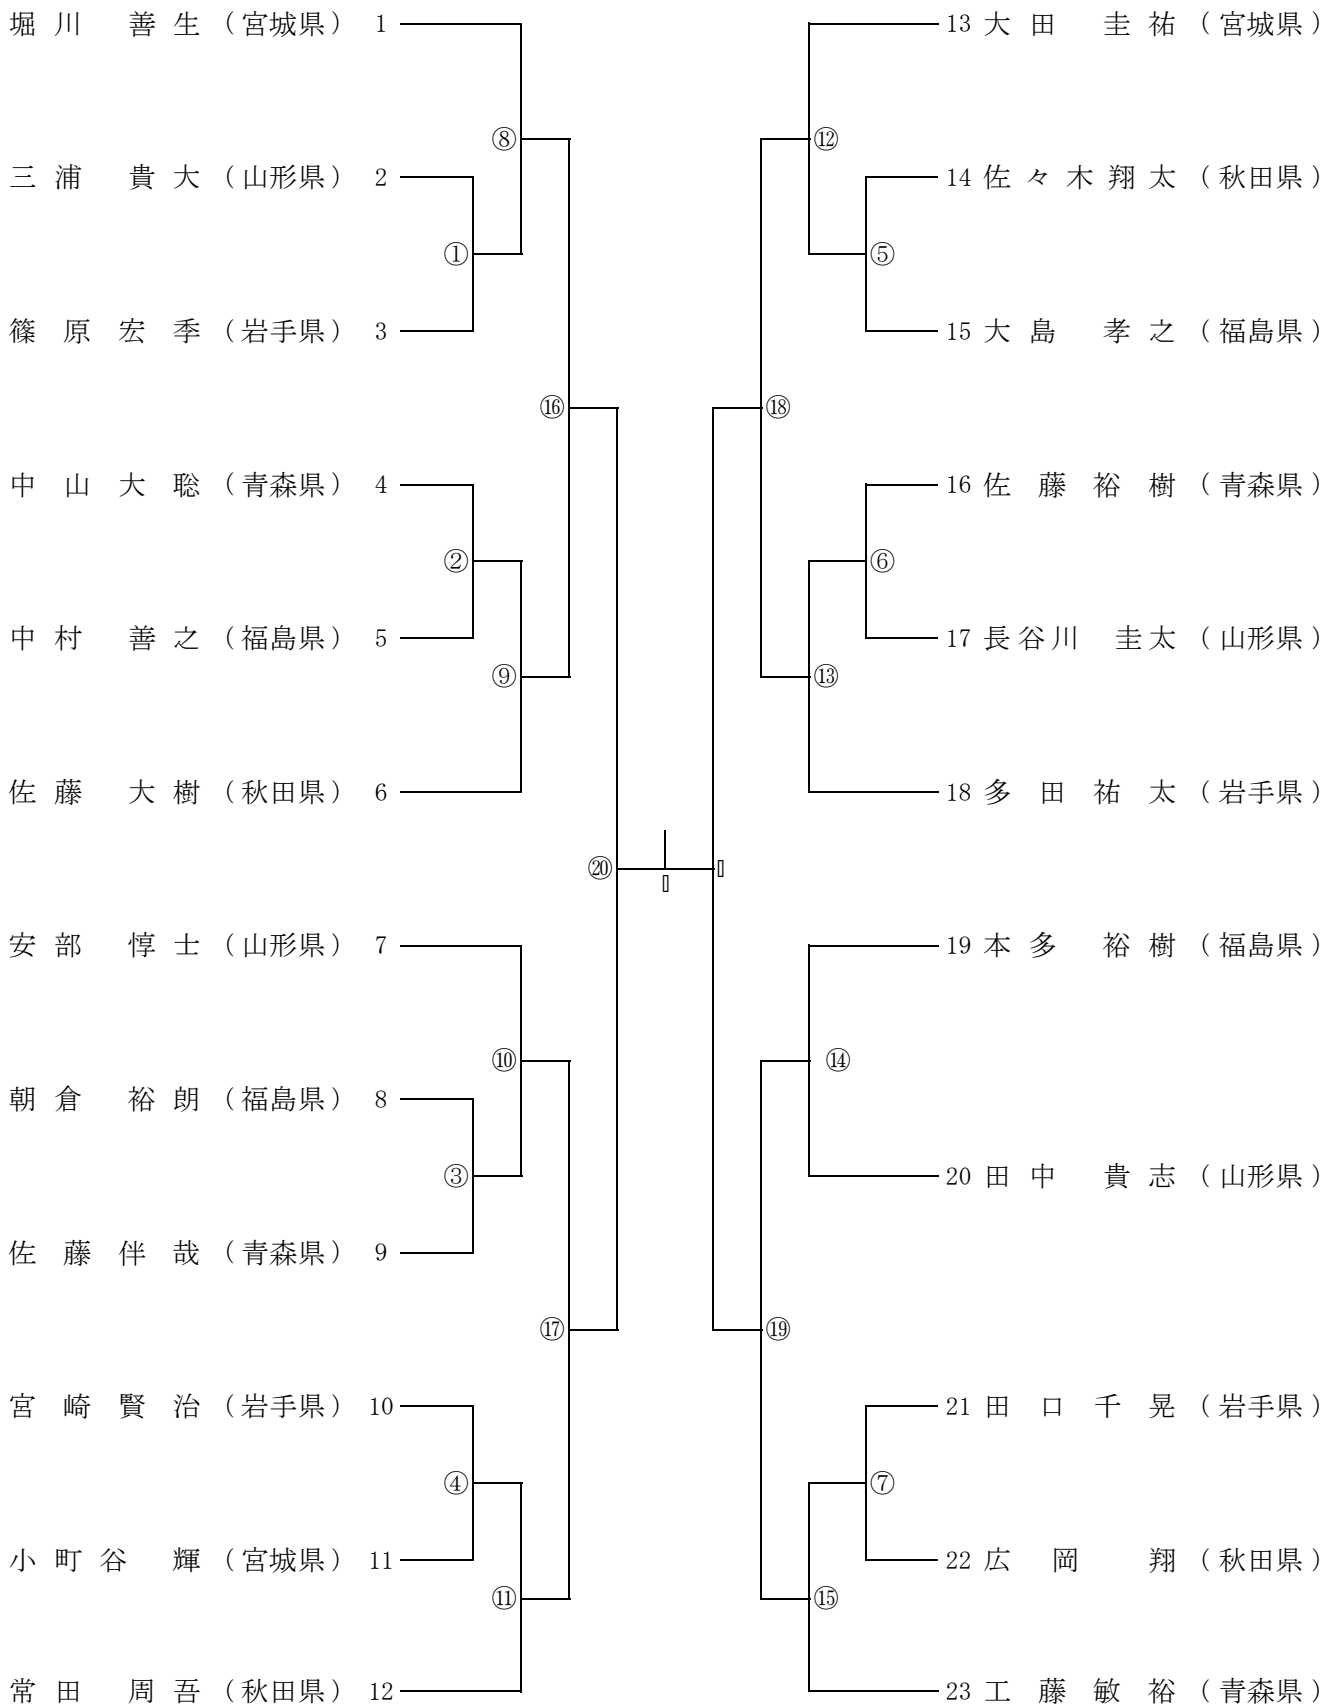 堀川 善生（宮城県） 1
⑧
三浦 貴大（山形県） 2
①
篠原宏季（岩手県） 3
⑯
中山大聡（青森県） 4
②
中村 善之（福島県） 5
⑨
佐藤 大樹（秋田県） 6
⑳
安部 惇士（山形県） 7
⑩
朝倉 裕朗（福島県） 8
③
佐藤伴哉（青森県） 9
⑰
宮崎賢治（岩手県） 10
④
小町谷 輝（宮城県） 11
⑪
常田 周吾（秋田県） 12
13 大田 圭祐（宮城県）
⑫
14 佐々木翔太（秋田県）
⑤
15 大島 孝之（福島県）
⑱
16 佐藤裕樹（青森県）
⑥
17 長谷川 圭太（山形県）
⑬
18 多田祐太（岩手県）
19 本多 裕樹（福島県）
⑭
20 田中 貴志（山形県）
⑲
21 田口千晃（岩手県）
⑦
22 広岡 翔（秋田県）
⑮
23 工藤敏裕（青森県）